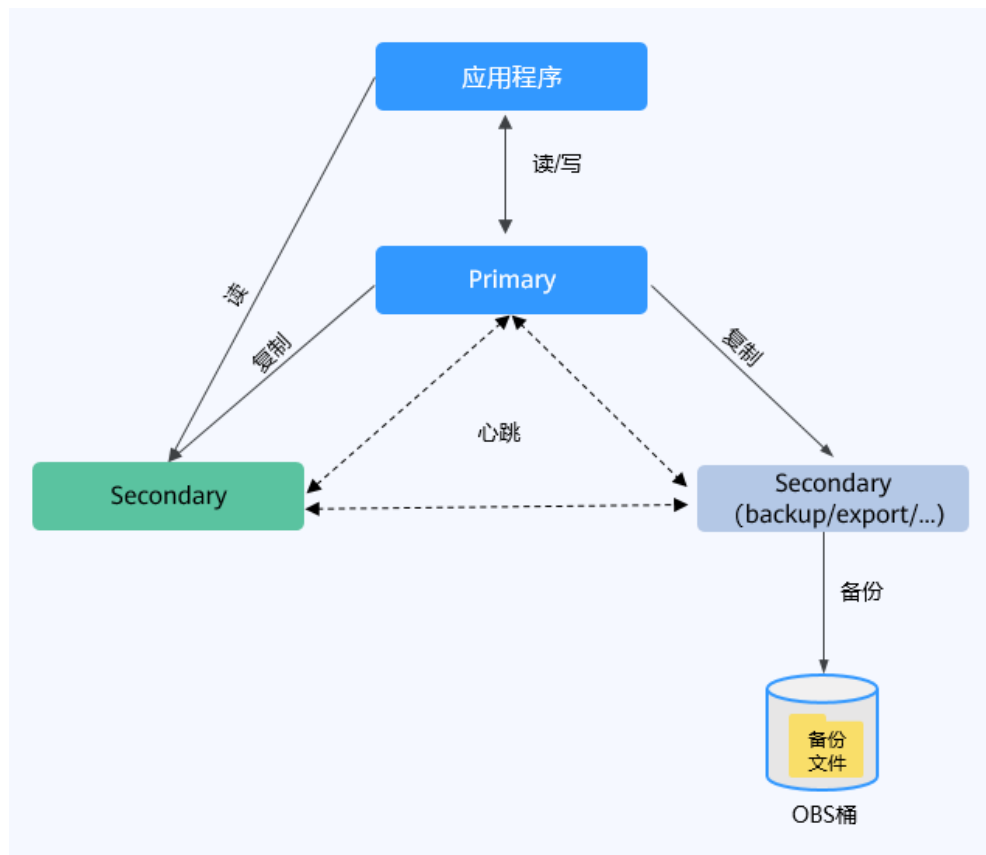 应用程序
读/写
Primary
读
复制
复制
心跳
Secondary
Secondary
(backup/export/...)
备份
备份
文件
OBS桶